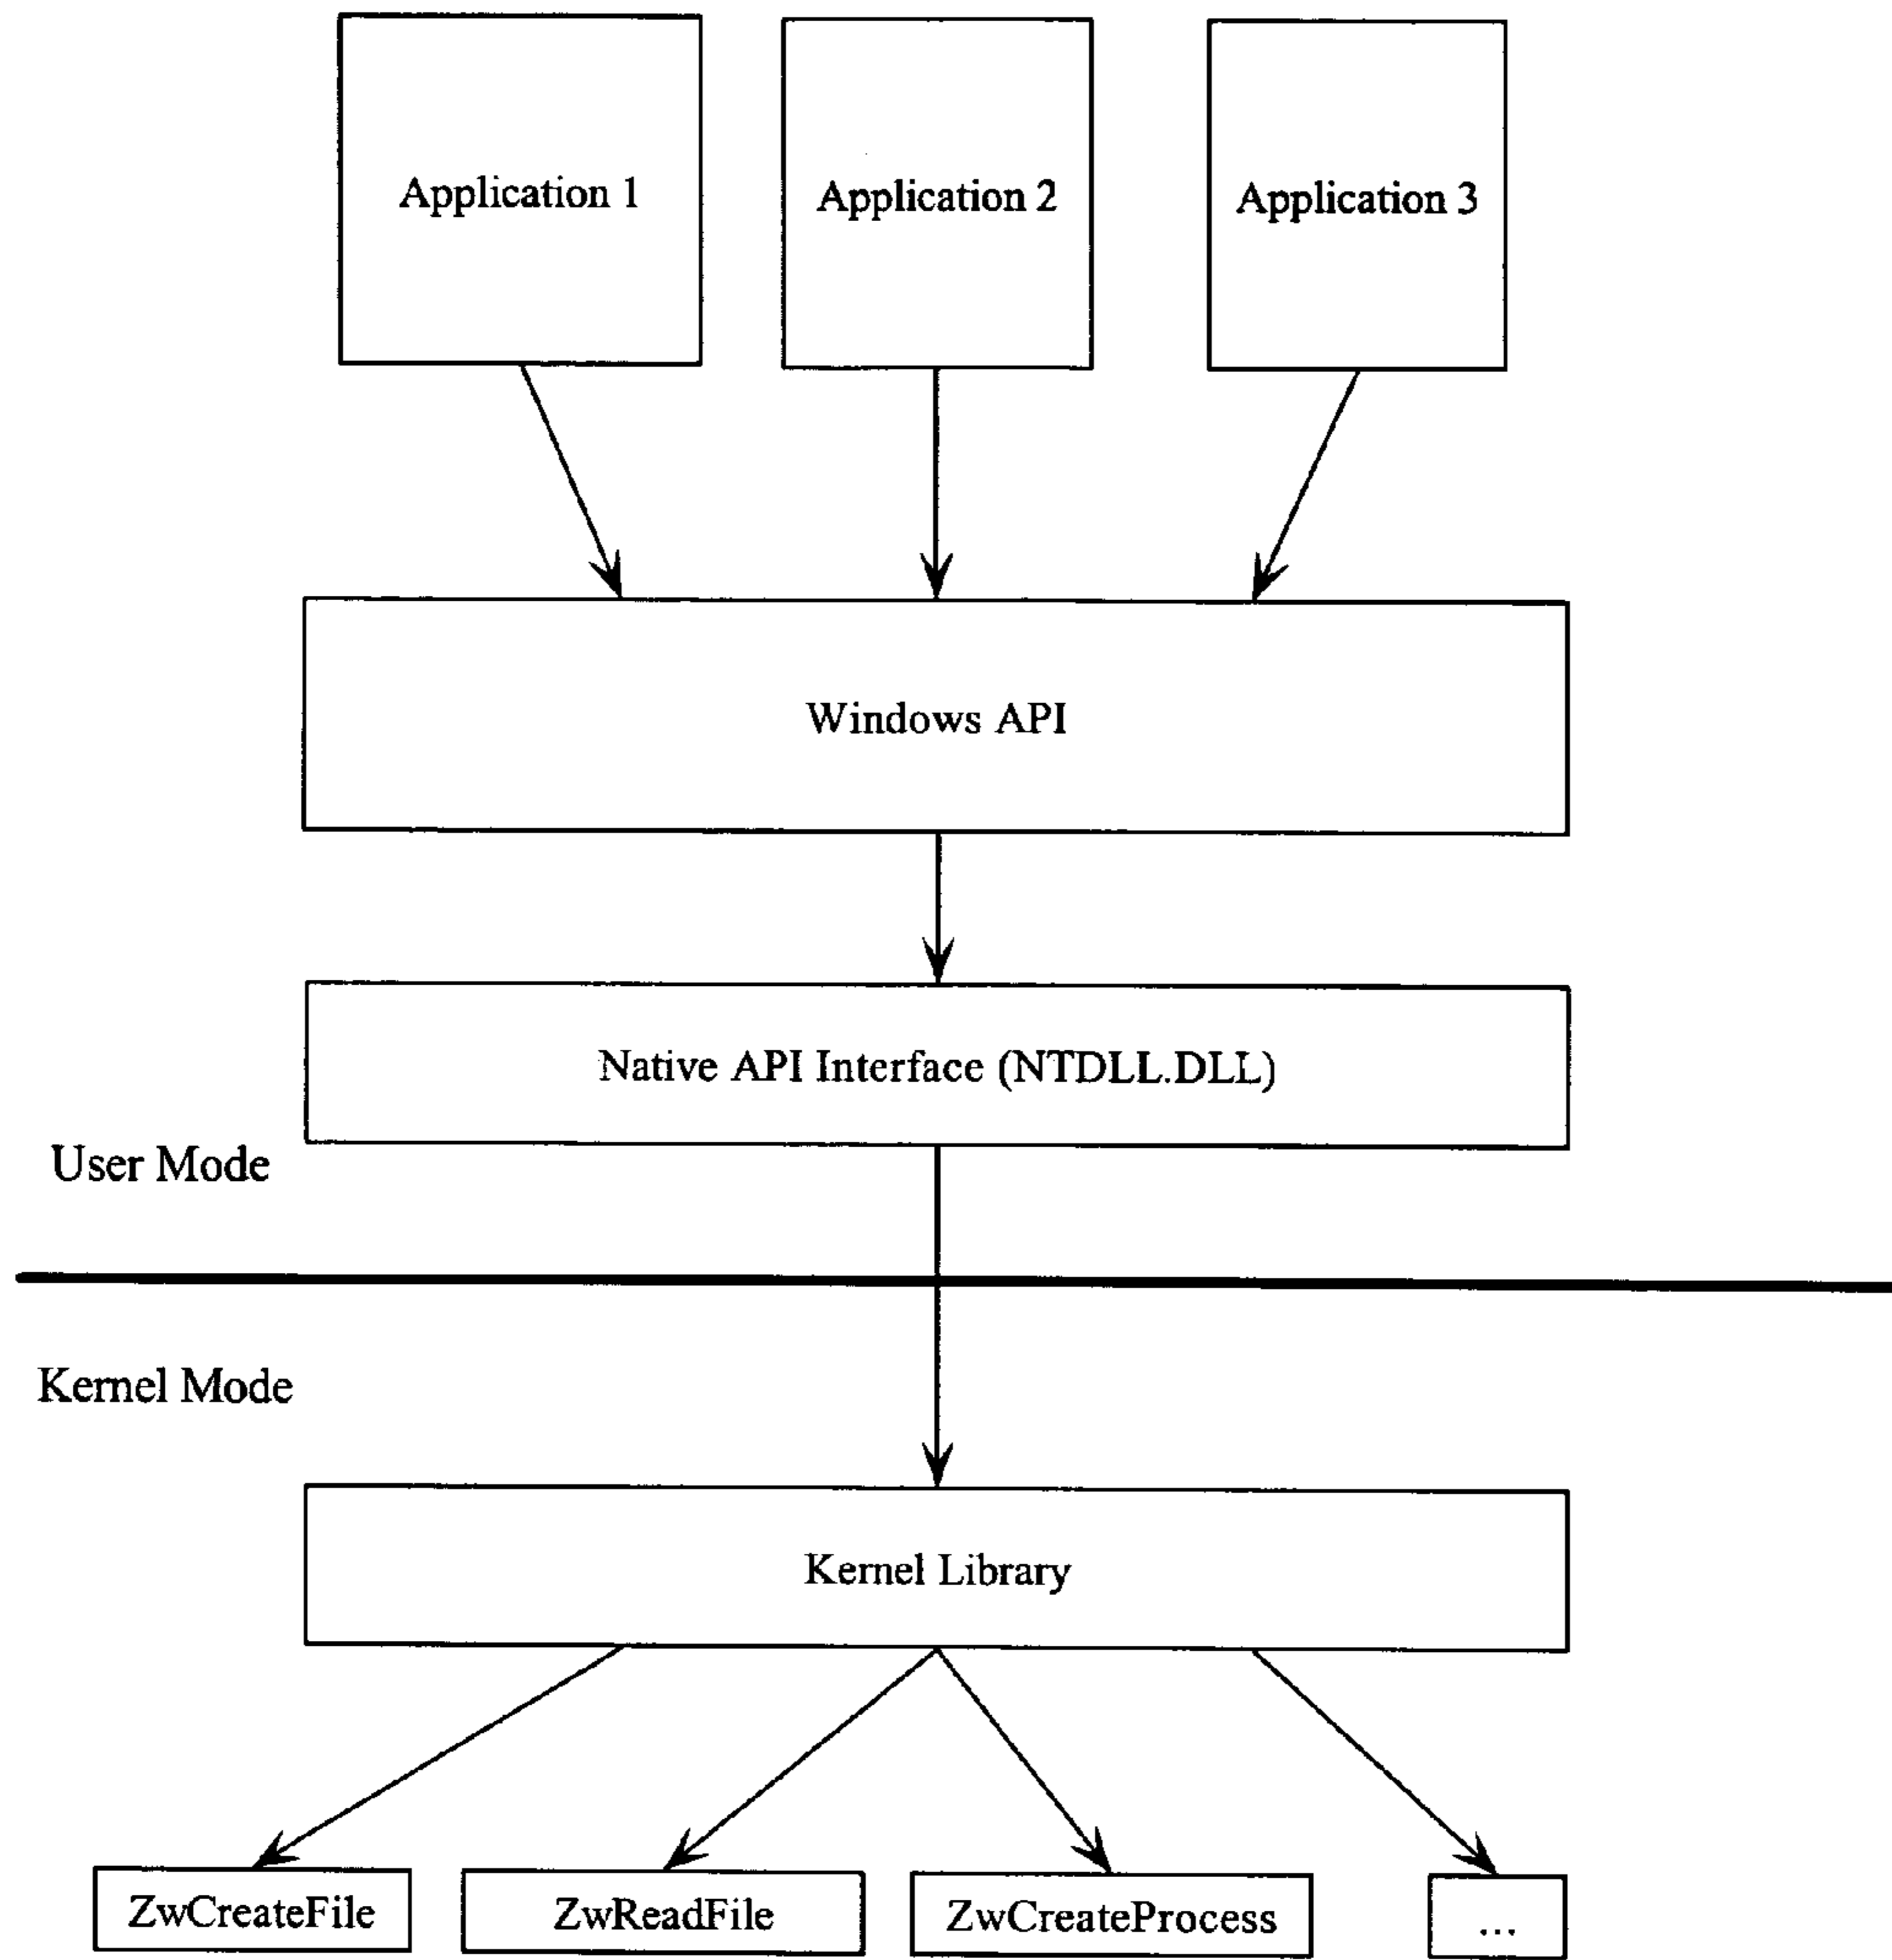 Application 1
Application 2
Application 3
Windows API
Native API Interface (NTDLL.DLL)
User Mode
Kernel Mode
Kernel Library
ZwCreateFile
ZwReadFile
ZwCreateProcess
...